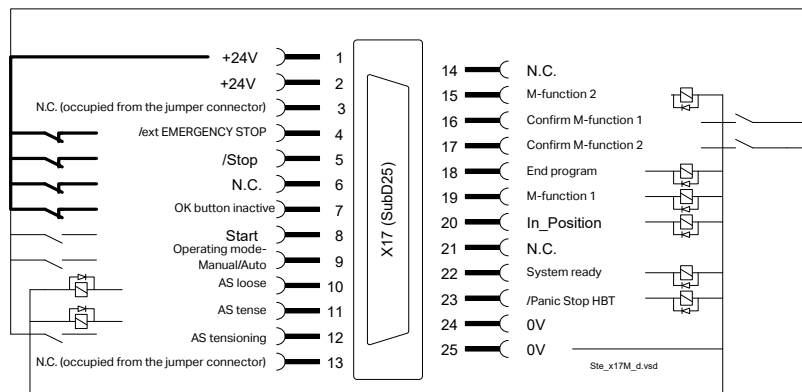 +24V 1
+24V 2
N.C. (occupied from the jumper connector) 3
/ext EMERGENCY STOP 4
/Stop 5
N.C. 6
OK button inactive 7
Start 8
Operating mode-
Manual/Auto 9
AS loose 10
AS tense 11
AS tensioning 12
N.C. (occupied from the jumper connector) 13
X17 (SubD25)
14 N.C.
15 M-function 2
16 Confirm M-function 1
17 Confirm M-function 2
18 End program
19 M-function 1
20 In_Position
21 N.C.
22 System ready
23 /Panic Stop HBT
24 0V
25 0V
Ste_x17M_d.vsd